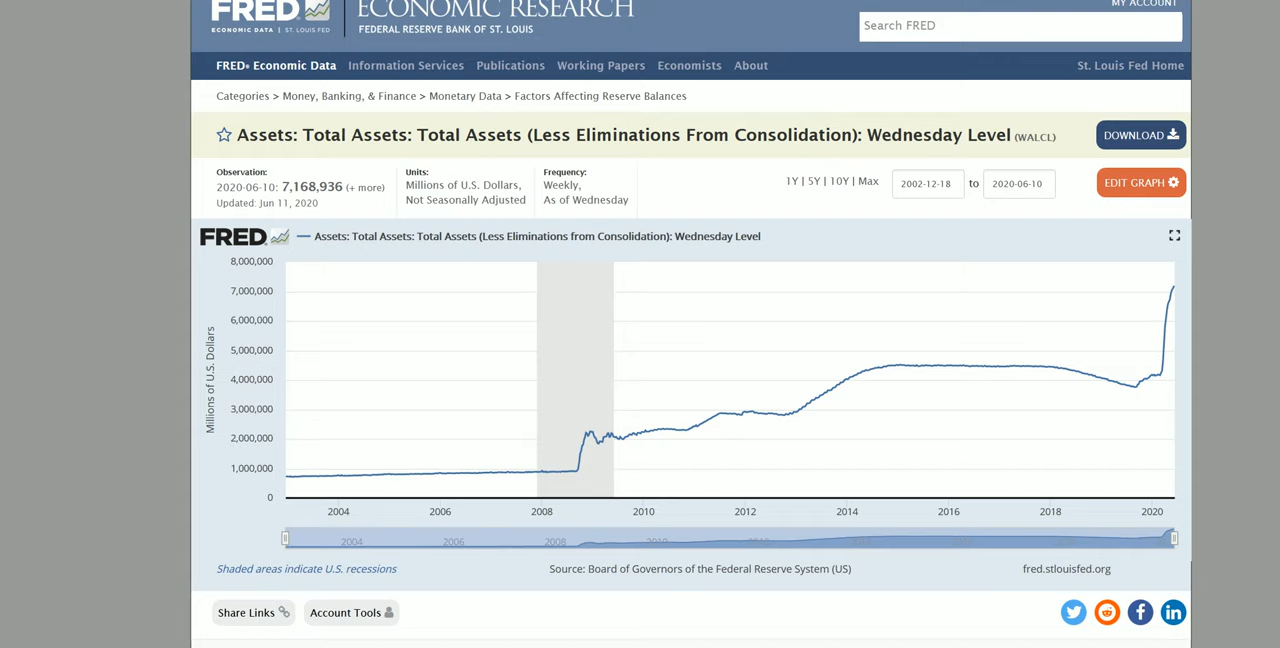 FRED
ECONOMIC DATA | ST. LOUIS FED
ECONOMIC RESEARCH
FEDERAL RESERVE BANK OF ST. LOUIS
MY ACCOUNT
Search FRED
FRED® Economic Data Information Services Publications Working Papers Economists About St. Louis Fed Home
Categories > Money, Banking, & Finance > Monetary Data > Factors Affecting Reserve Balances
Assets: Total Assets: Total Assets (Less Eliminations From Consolidation): Wednesday Level (WALCL)
DOWNLOAD
Observation:
2020-06-10: 7,168,936 (+ more)
Updated: Jun 11, 2020
Units:
Millions of U.S. Dollars,
Not Seasonally Adjusted
Frequency:
Weekly,
As of Wednesday
1Y | 5Y | 10Y | Max
2002-12-18 to 2020-06-10
EDIT GRAPH
FRED Assets: Total Assets: Total Assets (Less Eliminations from Consolidation): Wednesday Level
8,000,000
7,000,000
6,000,000
5,000,000
4,000,000
3,000,000
2,000,000
1,000,000
0
Millions of U.S. Dollars
2004 2006 2008 2010 2012 2014 2016 2018 2020
2004 2006 2008 2010
Shaded areas indicate U.S. recessions
Source: Board of Governors of the Federal Reserve System (US)
fred.stlouisfed.org
Share Links
Account Tools